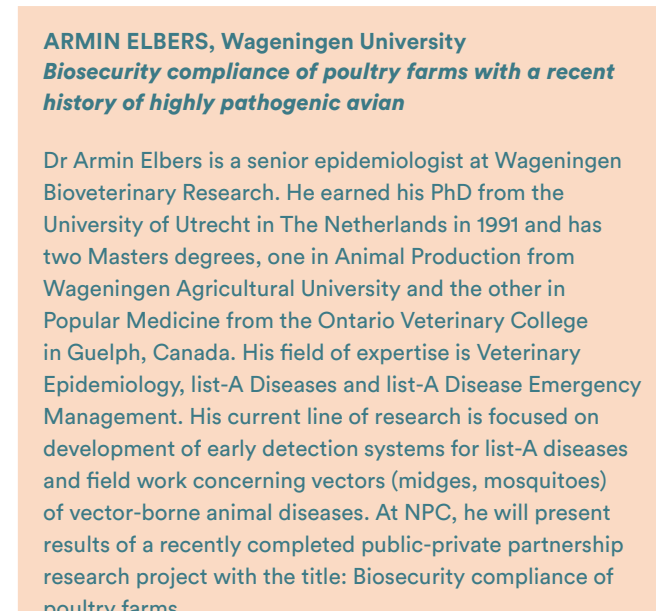 ARMIN ELBERS, Wageningen University
Biosecurity compliance of poultry farms with a recent
history of highly pathogenic avian
Dr Armin Elbers is a senior epidemiologist at Wageningen
Bioveterinary Research. He earned his PhD from the
University of Utrecht in The Netherlands in 1991 and has
two Masters degrees, one in Animal Production from
Wageningen Agricultural University and the other in
Popular Medicine from the Ontario Veterinary College
in Guelph, Canada. His field of expertise is Veterinary
Epidemiology, list-A Diseases and list-A Disease Emergency
Management. His current line of research is focused on
development of early detection systems for list-A diseases
and field work concerning vectors (midges, mosquitoes)
of vector-borne animal diseases. At NPC, he will present
results of a recently completed public-private partnership
research project with the title: Biosecurity compliance of
poultry farms